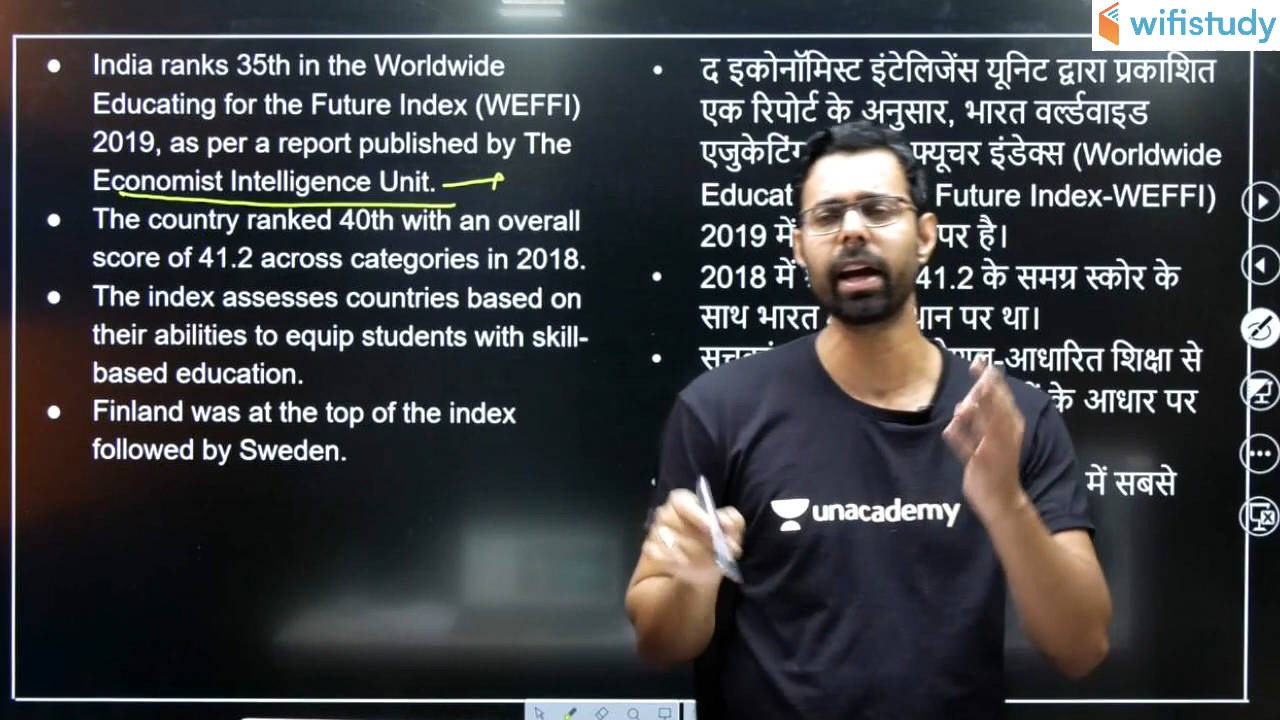 wifistudy
India ranks 35th in the Worldwide
Educating for the Future Index (WEFFI)
2019, as per a report published by The
Economist Intelligence Unit.
The country ranked 40th with an overall
score of 41.2 across categories in 2018.
The index assesses countries based on
their abilities to equip students with skill-
based education.
Finland was at the top of the index
followed by Sweden.
द इकोनॉमिस्ट इंटेलिजेंस यूनिट द्वारा प्रकाशित
एक रिपोर्ट के अनुसार, भारत वर्ल्डवाइड
फ्यूचर इंडेक्स (Worldwide
Future Index-WEFFI)
2019 में पर है।
2018 में 41.2 के समग्र स्कोर के
साथ भारत पर था।
आधारित शिक्षा से
के आधार पर
में सबसे
unacademy